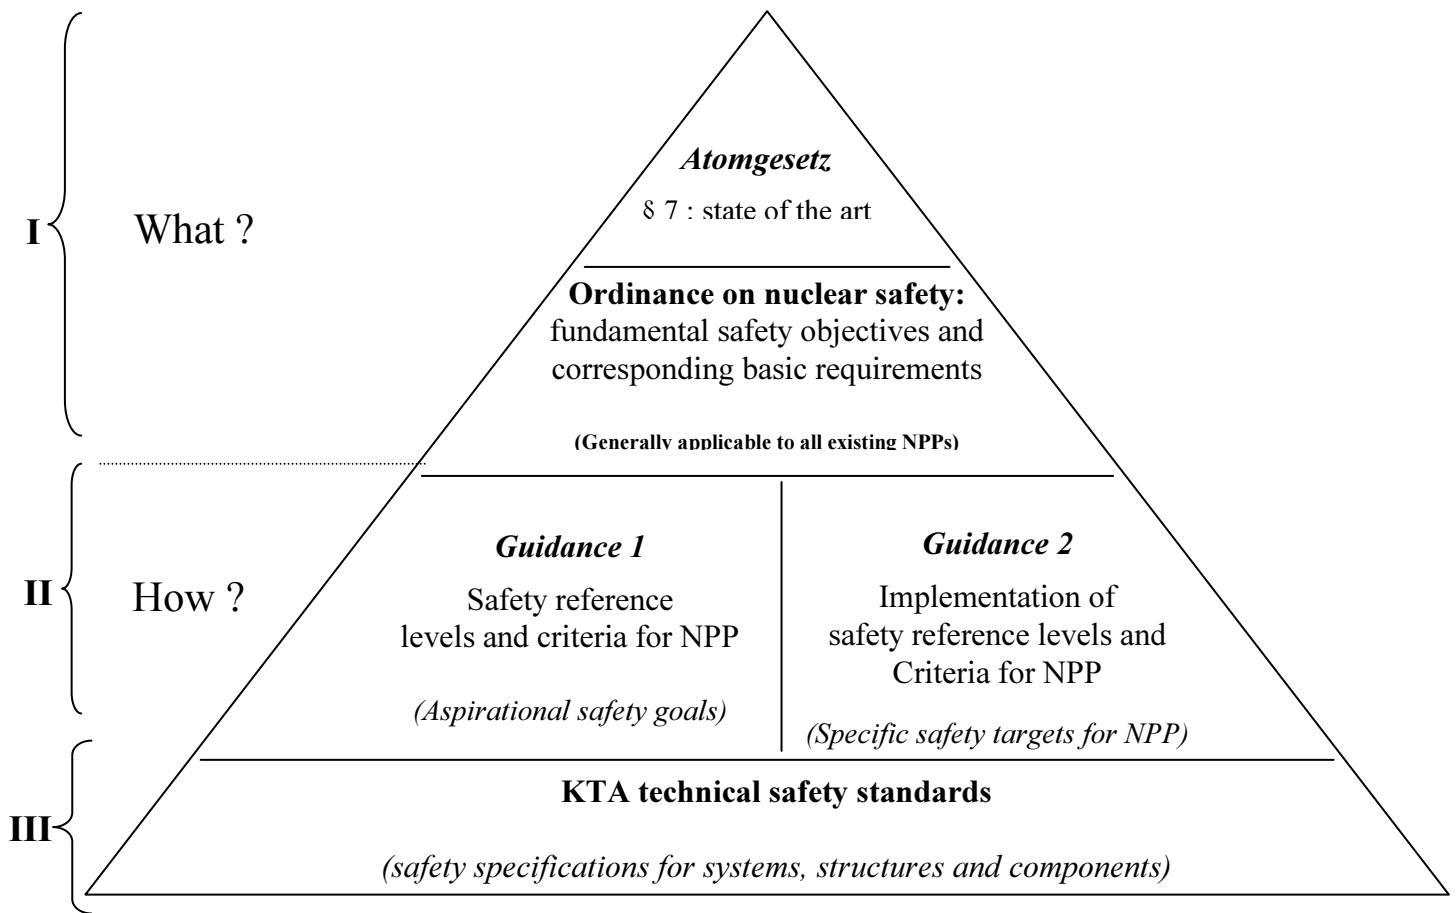 Atomgesetz
§ 7 : state of the art
I
What ?
Ordinance on nuclear safety:
fundamental safety objectives and
corresponding basic requirements
(Generally applicable to all existing NPPs)
II
How ?
Guidance 1
Safety reference
levels and criteria for NPP
(Aspirational safety goals)
Guidance 2
Implementation of
safety reference levels and
Criteria for NPP
(Specific safety targets for NPP)
III
KTA technical safety standards
(safety specifications for systems, structures and components)